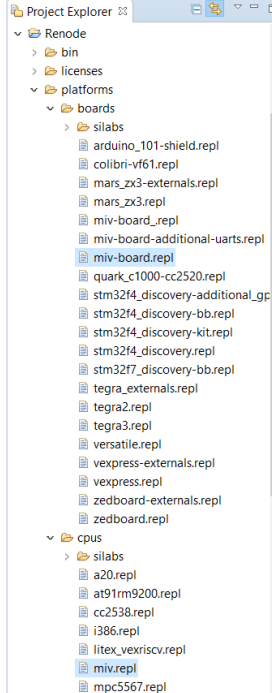 Project Explorer
Renode
bin
licenses
platforms
boards
silabs
arduino_101-shield.repl
colibri-vf61.repl
mars_zx3-externals.repl
mars_zx3.repl
miv-board_.repl
miv-board-additional-uarts.repl
miv-board.repl
quark_c1000-cc2520.repl
stm32f4_discovery-additional_gp
stm32f4_discovery-bb.repl
stm32f4_discovery-kit.repl
stm32f4_discovery.repl
stm32f7_discovery-bb.repl
tegra_externals.repl
tegra2.repl
tegra3.repl
versatile.repl
vexpress-externals.repl
vexpress.repl
zedboard-externals.repl
zedboard.repl
cpus
silabs
a20.repl
at91rm9200.repl
cc2538.repl
i386.repl
litex_vexriscv.repl
miv.repl
mpc5567.repl